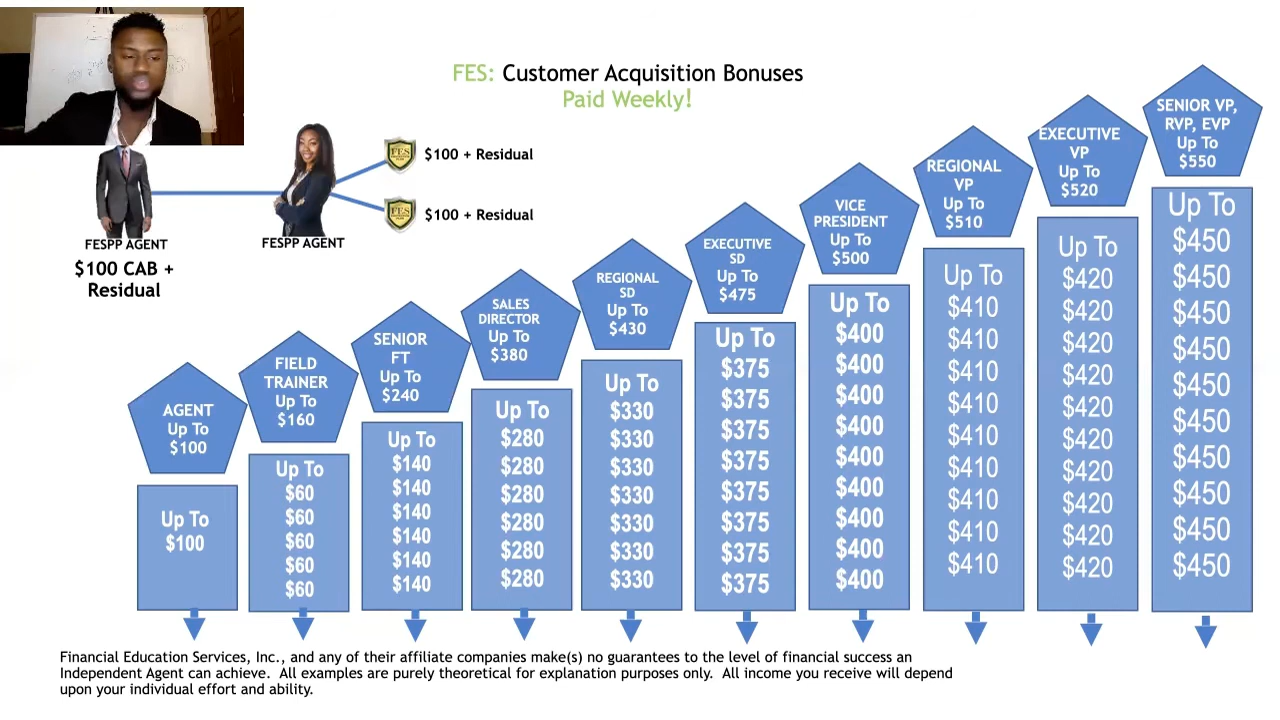 FES: Customer Acquisition Bonuses
Paid Weekly!
FES
$100 + Residual
FES
$100 + Residual
FESPP AGENT
FESPP AGENT
$100 CAB +
Residual
AGENT
Up To
$100
Up To
$100
FIELD
TRAINER
Up To
$160
Up To
$60
$60
$60
$60
$60
SENIOR
FT
Up To
$240
Up To
$140
$140
$140
$140
$140
$140
SALES
DIRECTOR
Up To
$380
Up To
$280
$280
$280
$280
$280
$280
REGIONAL
SD
Up To
$430
Up To
$330
$330
$330
$330
$330
$330
$330
EXECUTIVE
SD
Up To
$475
Up To
$375
$375
$375
$375
$375
$375
$375
$375
VICE
PRESIDENT
Up To
$500
Up To
$400
$400
$400
$400
$400
$400
$400
$400
$400
REGIONAL
VP
Up To
$510
Up To
$410
$410
$410
$410
$410
$410
$410
$410
$410
EXECUTIVE
VP
Up To
$520
Up To
$420
$420
$420
$420
$420
$420
$420
$420
$420
$420
SENIOR VP,
RVP, EVP
Up To
$550
Up To
$450
$450
$450
$450
$450
$450
$450
$450
$450
$450
Financial Education Services, Inc., and any of their affiliate companies make(s) no guarantees to the level of financial success an
Independent Agent can achieve. All examples are purely theoretical for explanation purposes only. All income you receive will depend
upon your individual effort and ability.